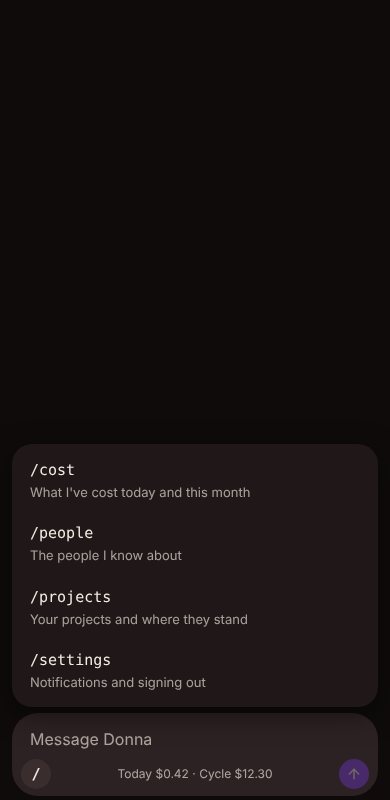 /cost
What I've cost today and this month
/people
The people I know about
/projects
Your projects and where they stand
/settings
Notifications and signing out
Message Donna
/
Today $0.42 · Cycle $12.30